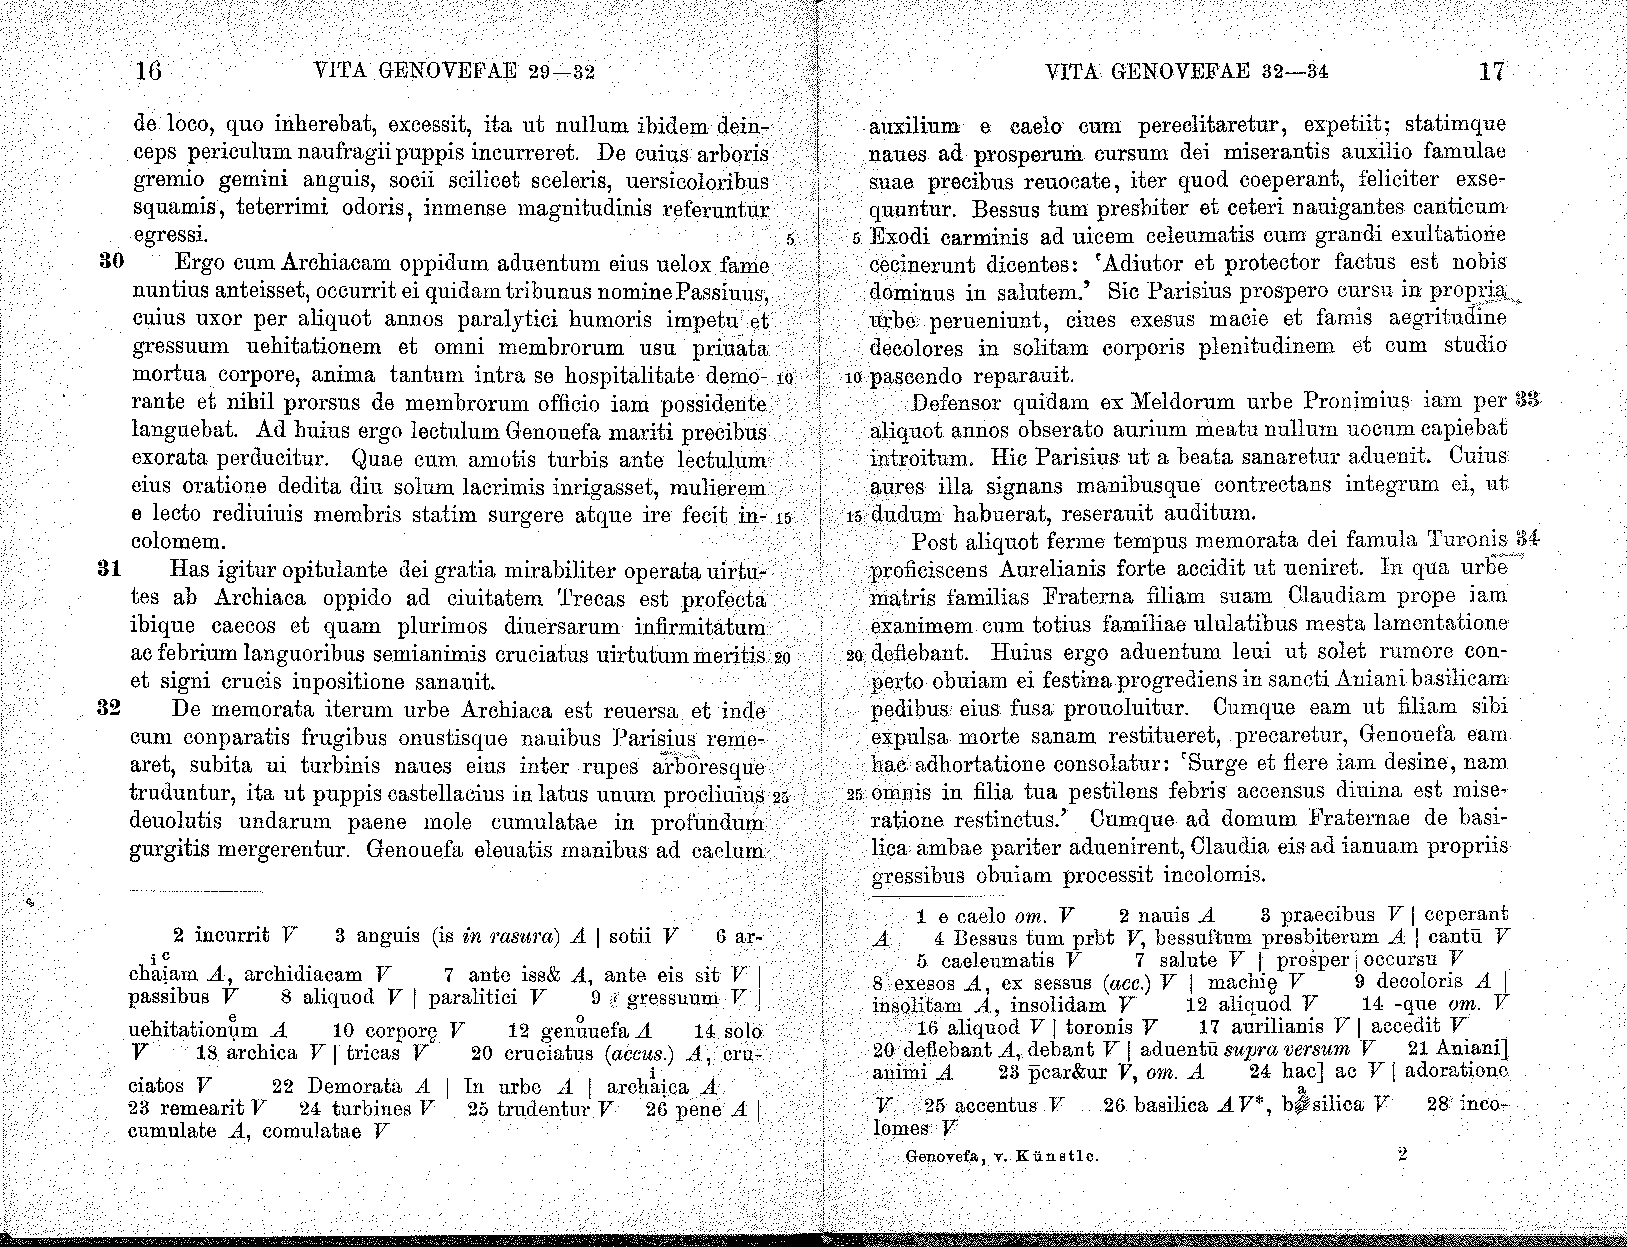 16 VITA GENOVEFAE 29—32
de loco, quo inherebat, excessit, ita ut nullum ibidem dein-
ceps periculum naufragii puppis incurreret. De cuius arboris
gremio gemini anguis, socii scilicet sceleris, uersicoloribus
squamis, teterrimi odoris, inmense magnitudinis referuntur
egressi. 5
30 Ergo cum Archiacam oppidum aduentum eius uelox fame
nuntius anteisset, occurrit ei quidam tribunus nomine Passiuus,
cuius uxor per aliquot annos paralytici humoris impetu et
gressuum uehitationem et omni membrorum usu priuata
mortua corpore, anima tantum intra se hospitalitate demo- 10
rante et nihil prorsus de membrorum officio iam possidente
languebat. Ad huius ergo lectulum Genouefa mariti precibus
exorata perducitur. Quae cum amotis turbis ante lectulum
eius oratione dedita diu solum lacrimis inrigasset, mulierem
e lecto rediuiuis membris statim surgere atque ire fecit in- 15
colomem.
31 Has igitur opitulante dei gratia mirabiliter operata uirtu-
tes ab Archiaca oppido ad ciuitatem Trecas est profecta
ibique caecos et quam plurimos diuersarum infirmitatum
ac febrium languoribus semianimis cruciatus uirtutum meritis 20
et signi crucis inpositione sanauit.
32 De memorata iterum urbe Archiaca est reuersa et inde
cum conparatis frugibus onustisque nauibus Parisius reme-
aret, subita ui turbinis naues eius inter rupes arboresque
truduntur, ita ut puppis castellacius in latus unum procliuius 25
deuolutis undarum paene mole cumulatae in profundum
gurgitis mergerentur. Genouefa eleuatis manibus ad caelum
2 incurrit V 3 anguis (is in rasura) A | sotii V 6 ar-
i c
chaiam A, archidiacam V 7 ante iss& A, ante eis sit V |
passibus V 8 aliquod V | paralitici V 9 gressuum V |
e o
uehitationum A 10 corpore V 12 genuuefa A 14 solo
V 18 archica V | tricas V 20 cruciatus (accus.) A, cru-
i
ciatos V 22 Demorata A | In urbe A | archaica A
23 remearit V 24 turbines V 25 trudentur V 26 pene A |
cumulate A, comulatae V
VITA GENOVEFAE 32—34 17
auxilium e caelo cum pereclitaretur, expetiit; statimque
naues ad prosperum cursum dei miserantis auxilio famulae
suae precibus reuocate, iter quod coeperant, feliciter exse-
quuntur. Bessus tum presbiter et ceteri nauigantes canticum
5 Exodi carminis ad uicem celeumatis cum grandi exultatione
cecinerunt dicentes: 'Adiutor et protector factus est nobis
dominus in salutem.' Sic Parisius prospero cursu in propria
urbe perueniunt, ciues exesus macie et famis aegritudine
decolores in solitam corporis plenitudinem et cum studio
10 pascendo reparauit.
Defensor quidam ex Meldorum urbe Pronimius iam per 33
aliquot annos obserato aurium meatu nullum uocum capiebat
introitum. Hic Parisius ut a beata sanaretur aduenit. Cuius
aures illa signans manibusque contrectans integrum ei, ut
15 dudum habuerat, reserauit auditum.
Post aliquot ferme tempus memorata dei famula Turonis 34
proficiscens Aurelianis forte accidit ut ueniret. In qua urbe
matris familias Fraterna filiam suam Claudiam prope iam
exanimem cum totius familiae ululatibus mesta lamentatione
20 deflebant. Huius ergo aduentum leui ut solet rumore con-
perto obuiam ei festina progrediens in sancti Aniani basilicam
pedibus eius fusa prouoluitur. Cumque eam ut filiam sibi
expulsa morte sanam restitueret, precaretur, Genouefa eam
hac adhortatione consolatur: 'Surge et flere iam desine, nam
25 omnis in filia tua pestilens febris accensus diuina est mise-
ratione restinctus.' Cumque ad domum Fraternae de basi-
lica ambae pariter aduenirent, Claudia eis ad ianuam propriis
gressibus obuiam processit incolomis.
1 e caelo om. V 2 nauis A 3 praecibus V | ceperant
A 4 Bessus tum prbt V, bessustum presbiterum A | cantū V
5 caeleumatis V 7 salute V | prosper | occursu V
8 exesos A, ex sessus (acc.) V | machie V 9 decoloris A |
insolitam A, insolidam V 12 aliquod V 14 -que om. V
16 aliquod V | toronis V 17 aurilianis V | accedit V
20 deflebant A, debant V | aduentū supra versum V 21 Aniani]
animi A 23 p̄car&ur V, om. A 24 hac] ac V | adoratione
V 25 accentus V 26 basilica AV*, basilica V 28 inco-
lomes V
Genovefa, v. Künstle. 2